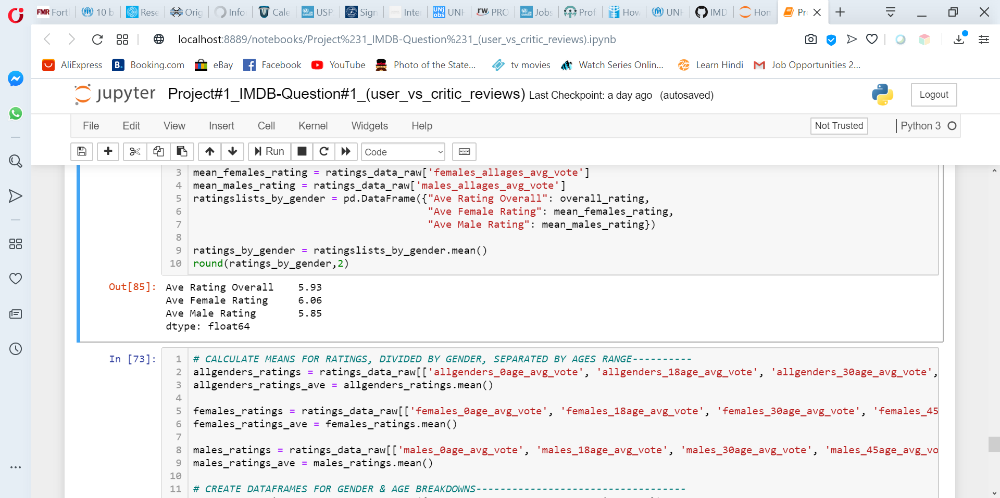 FMR Fort 10 b Rese Orig Info Cale USP Sign Inte UNj obs UNH rw PRO Jobs Prof How UNH IMD Hon Pr
localhost:8889/notebooks/Project%231_IMDB-Question%231_(user_vs_critic_reviews).ipynb
AliExpress B. Booking.com eBay Facebook YouTube Photo of the State... tv movies Watch Series Onlin... Learn Hindi Job Opportunities 2...
jupyter Project#1_IMDB-Question#1_(user_vs_critic_reviews) Last Checkpoint: a day ago (autosaved) Logout
File Edit View Insert Cell Kernel Widgets Help Not Trusted Python 3
Run Code
3 mean_females_rating = ratings_data_raw['females_allages_avg_vote']
4 mean_males_rating = ratings_data_raw['males_allages_avg_vote']
5 ratingslists_by_gender = pd.DataFrame({"Ave Rating Overall": overall_rating,
6 "Ave Female Rating": mean_females_rating,
7 "Ave Male Rating": mean_males_rating})
8
9 ratings_by_gender = ratingslists_by_gender.mean()
10 round(ratings_by_gender,2)
Out[85]: Ave Rating Overall 5.93
Ave Female Rating 6.06
Ave Male Rating 5.85
dtype: float64
In [73]: 1 # CALCULATE MEANS FOR RATINGS, DIVIDED BY GENDER, SEPARATED BY AGES RANGE----------
2 allgenders_ratings = ratings_data_raw[['allgenders_0age_avg_vote', 'allgenders_18age_avg_vote', 'allgenders_30age_avg_vote',
3 allgenders_ratings_ave = allgenders_ratings.mean()
4
5 females_ratings = ratings_data_raw[['females_0age_avg_vote', 'females_18age_avg_vote', 'females_30age_avg_vote', 'females_45
6 females_ratings_ave = females_ratings.mean()
7
8 males_ratings = ratings_data_raw[['males_0age_avg_vote', 'males_18age_avg_vote', 'males_30age_avg_vote', 'males_45age_avg_vo
9 males_ratings_ave = males_ratings.mean()
10
11 # CREATE DATAFRAMES FOR GENDER & AGE BREAKDOWNS-----------------------------------